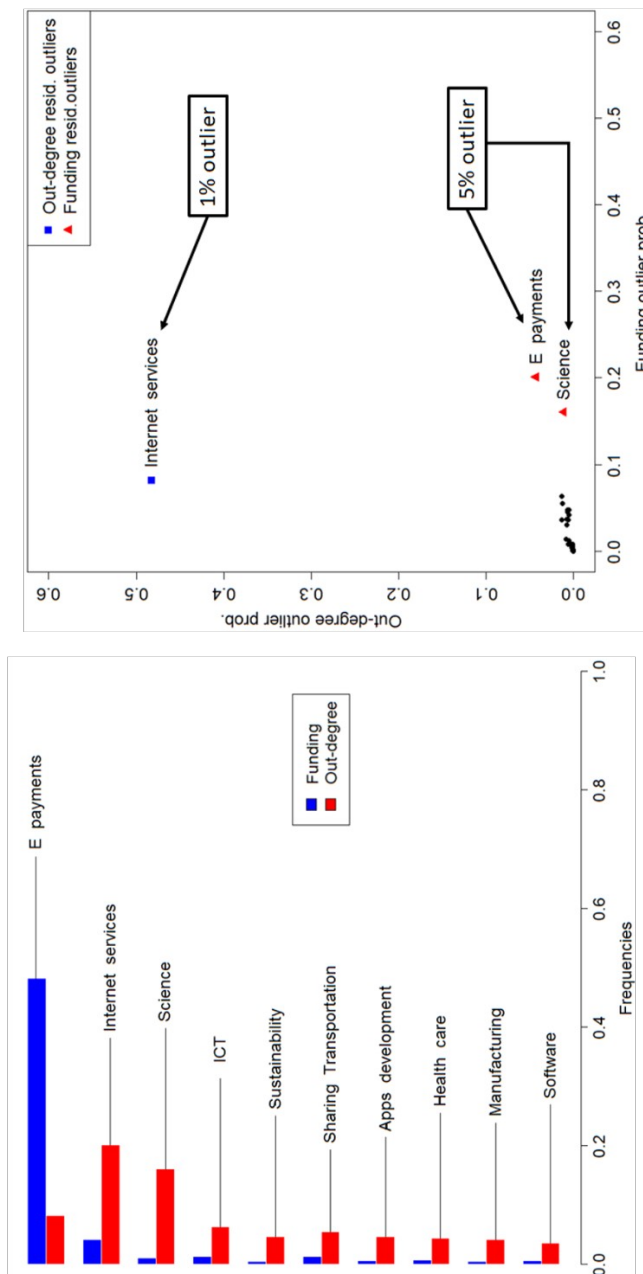 E payments
Internet services
Science
ICT
Sustainability
Sharing Transportation
Apps development
Health care
Manufacturing
Software
Funding
Out-degree
0.0 0.2 0.4 0.6 0.8 1.0
Frequencies
Out-degree resid. outliers
Funding resid.outliers
Out-degree outlier prob.
0.6
0.5
0.4
0.3
0.2
0.1
0.0
Internet services
1% outlier
5% outlier
E payments
Science
0.0 0.1 0.2 0.3 0.4 0.5 0.6
Funding outlier prob.